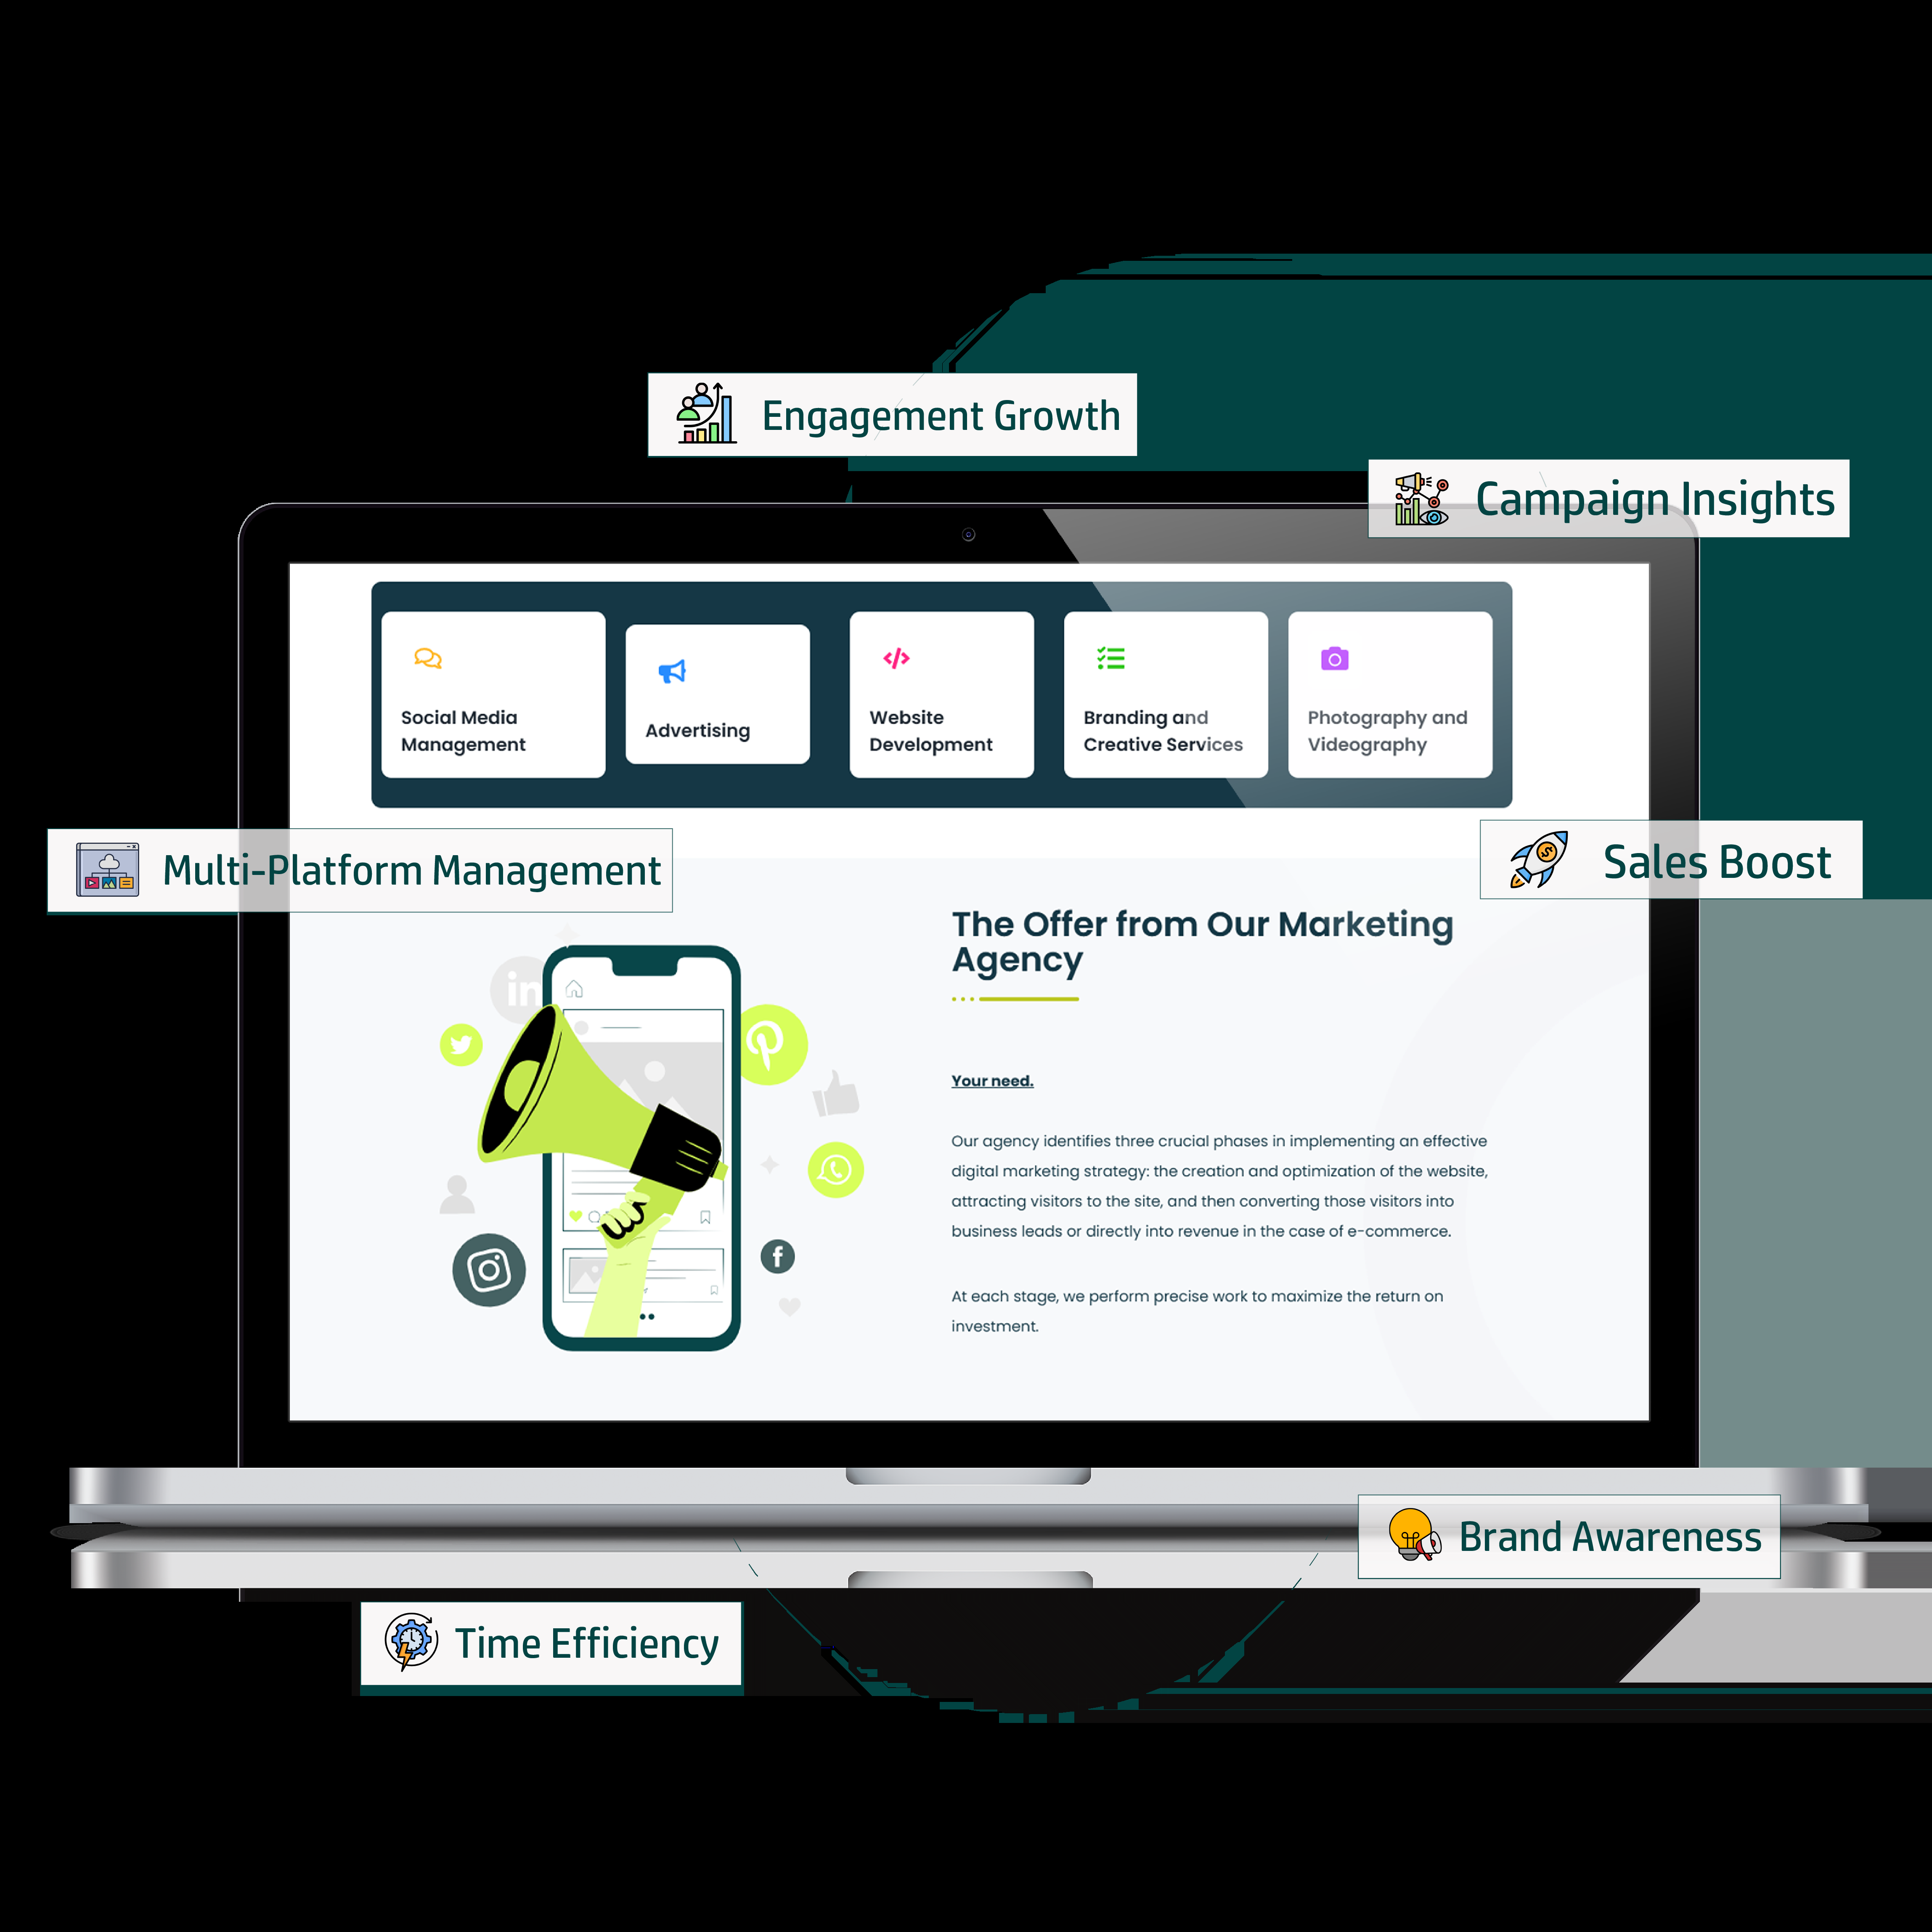 Engagement Growth
Campaign Insights
Social Media
Management
Advertising
Website
Development
Branding and
Creative Services
Photography and
Videography
Multi-Platform Management
Sales Boost
The Offer from Our Marketing
Agency
Your need.
Our agency identifies three crucial phases in implementing an effective
digital marketing strategy: the creation and optimization of the website,
attracting visitors to the site, and then converting those visitors into
business leads or directly into revenue in the case of e-commerce.
At each stage, we perform precise work to maximize the return on
investment.
in
Brand Awareness
Time Efficiency